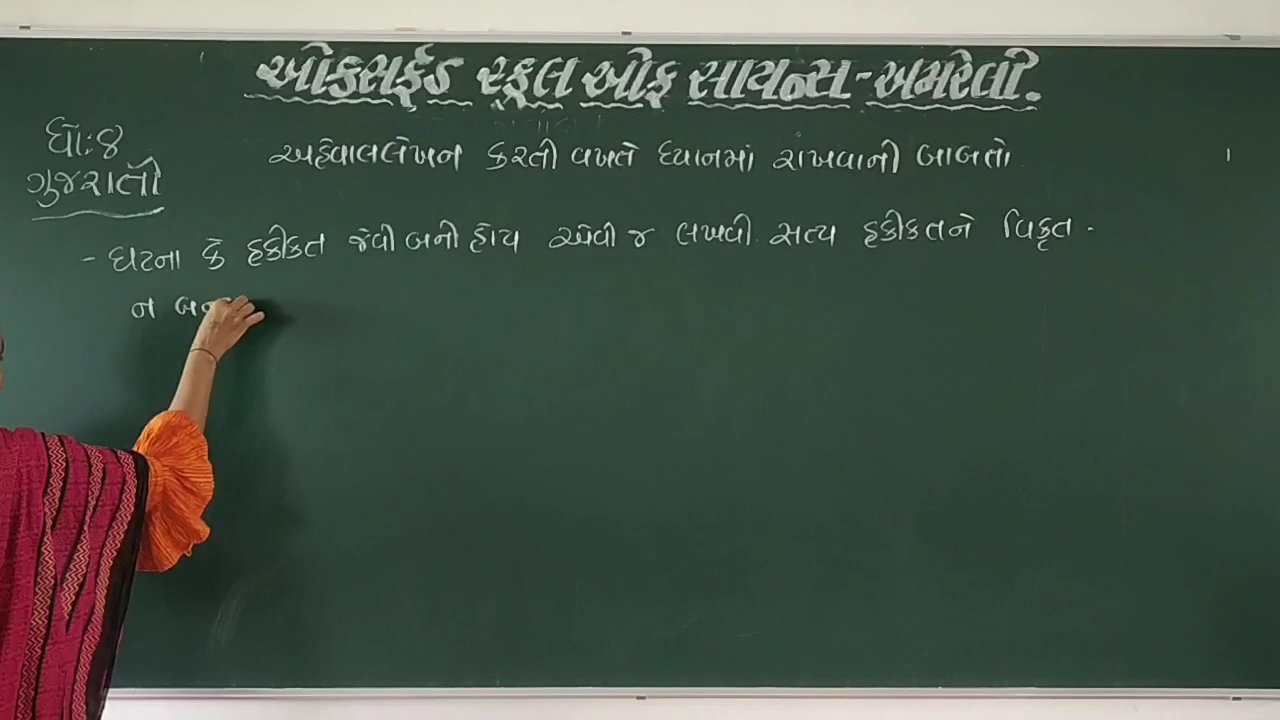 ઓક્સફર્ડ સ્કૂલ ઓફ સાયન્સ - અમરેલી.
ધો:૪
ગુજરાતી
અહેવાલલેખન કરતી વખતે ધ્યાનમાં રાખવાની બાબતો
- ઘટના કે હકીકત જેવી બની હોય એવી જ લખવી. સત્ય હકીકતને વિકૃત.
ન